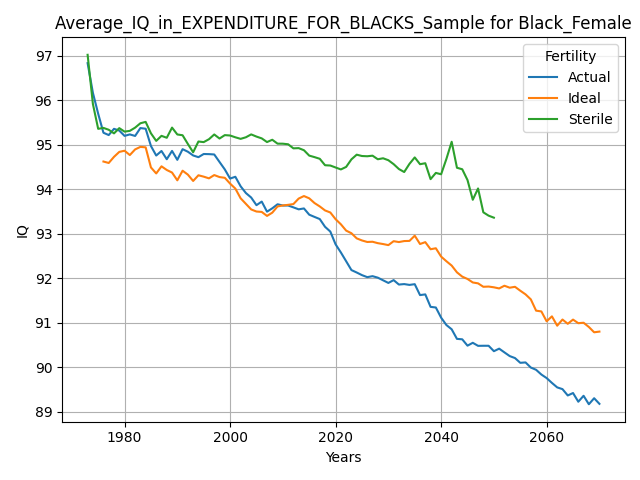 Average_IQ_in_EXPENDITURE_FOR_BLACKS_Sample for Black_Female
Fertility
Actual
Ideal
Sterile
97
96
95
94
93
92
91
90
89
IQ
1980
2000
2020
2040
2060
Years